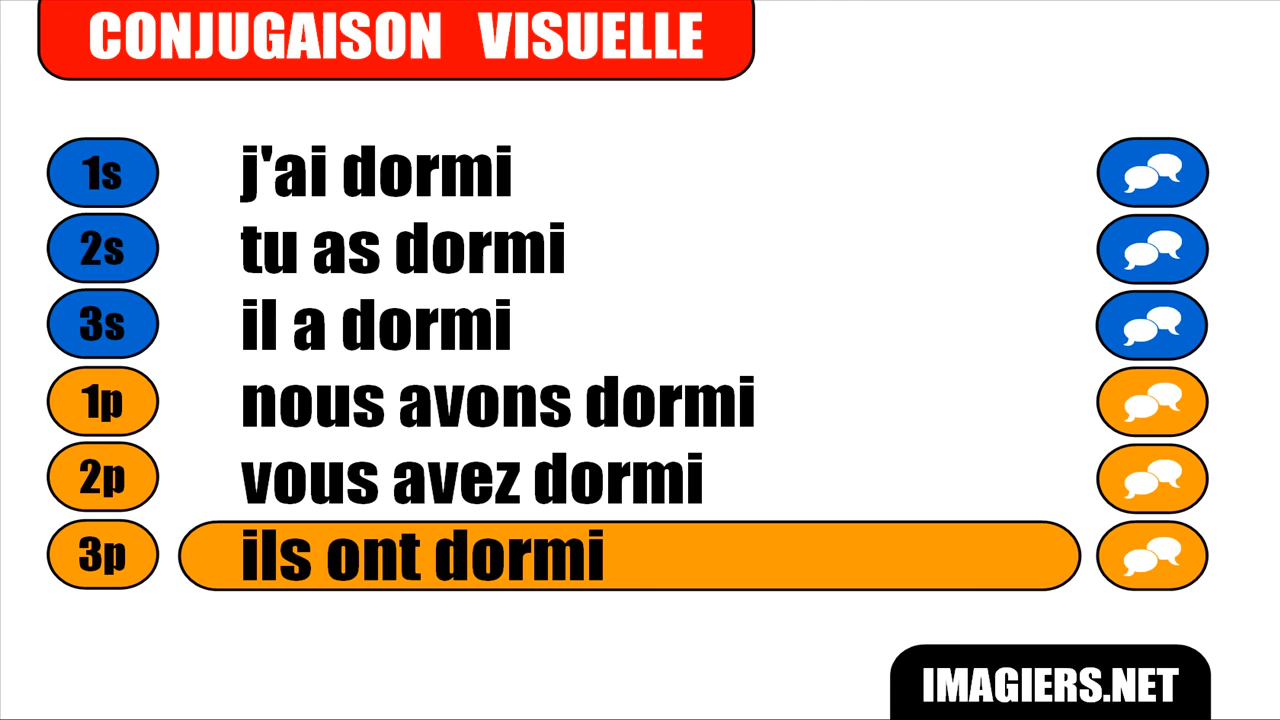 CONJUGAISON VISUELLE
1s j'ai dormi
2s tu as dormi
3s il a dormi
1p nous avons dormi
2p vous avez dormi
3p ils ont dormi
IMAGIERS.NET